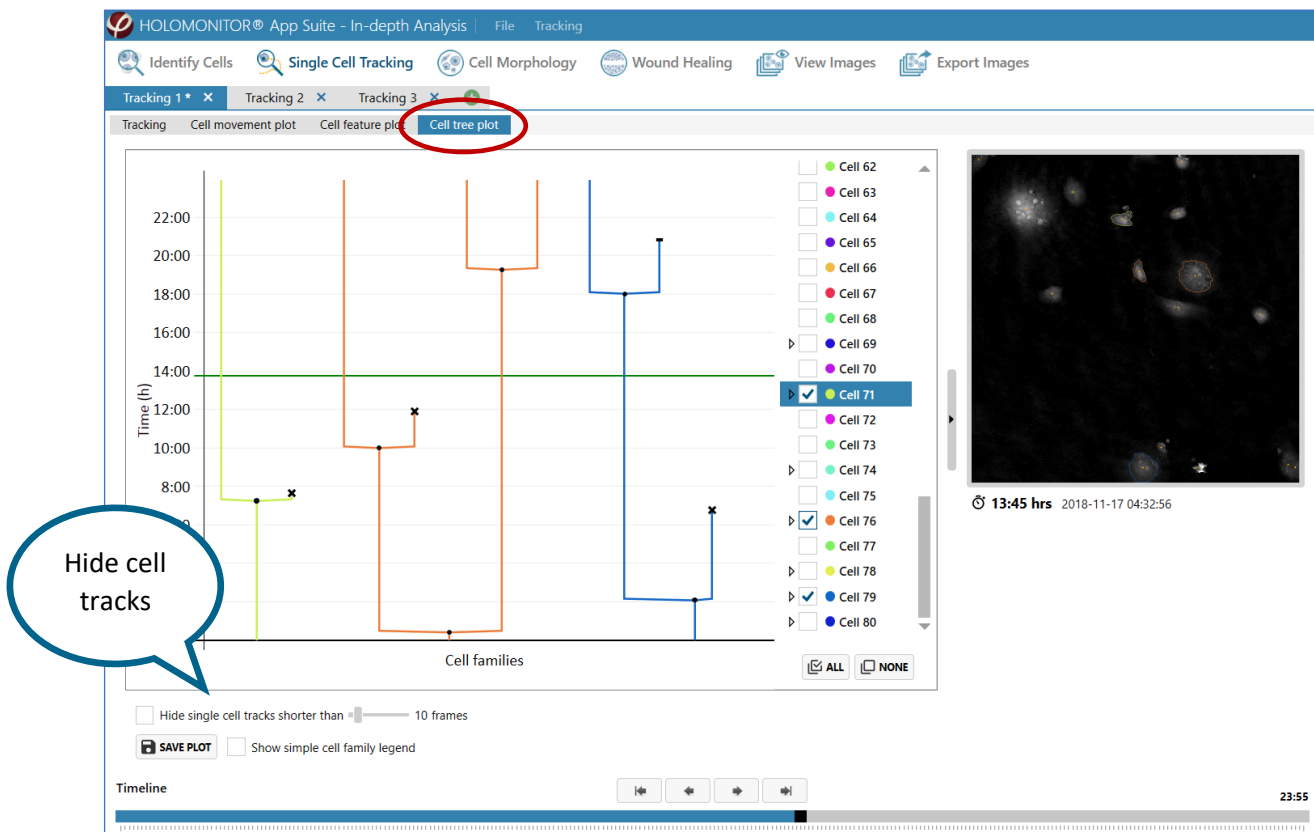 HOLOMONITOR® App Suite - In-depth Analysis | File Tracking
Identify Cells Single Cell Tracking Cell Morphology Wound Healing View Images Export Images
Tracking 1 * × Tracking 2 × Tracking 3 ×
Tracking Cell movement plot Cell feature plot Cell tree plot
22:00
20:00
18:00
16:00
14:00
12:00
10:00
8:00
Time (h)
Cell families
Cell 62
Cell 63
Cell 64
Cell 65
Cell 66
Cell 67
Cell 68
Cell 69
Cell 70
Cell 71
Cell 72
Cell 73
Cell 74
Cell 75
Cell 76
Cell 77
Cell 78
Cell 79
Cell 80
ALL NONE
13:45 hrs 2018-11-17 04:32:56
Hide cell
tracks
Hide single cell tracks shorter than 10 frames
SAVE PLOT Show simple cell family legend
Timeline
23:55